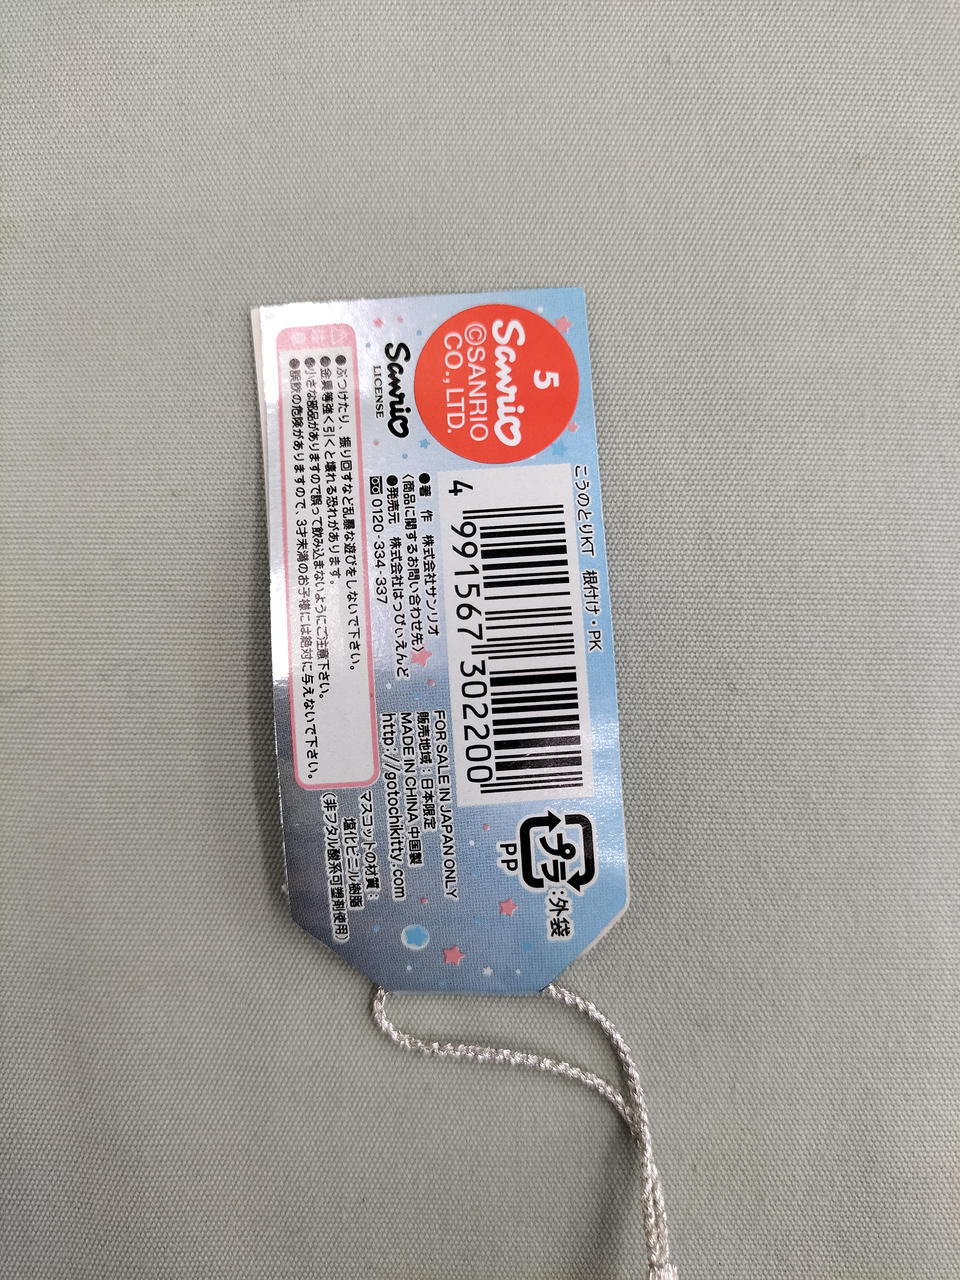 こうのとりKT 根付け・PK
5
Sanrio
©SANRIO
CO., LTD.
4 991567 302200
プラ :外袋
PP
Sanrio
LICENSE
●著 作 株式会社サンリオ
〈商品に関するお問い合わせ先〉
●発売元 株式会社はっぴぃえんど
0120-334-337
FOR SALE IN JAPAN ONLY
販売地域：日本限定
MADE IN CHINA 中国製
http://gotochikitty.com
注意
●ぶつけたり、振り回すなど乱暴な遊びをしないで下さい。
●金具等強く引くと壊れる恐れがあります。
●小さな部品がありますので誤って飲み込まないようにご注意下さい。
●誤飲の危険がありますので、3才未満のお子様には絶対に与えないで下さい。
マスコットの材質：
塩化ビニル樹脂
（非フタル酸系可塑剤使用）